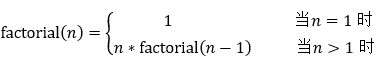 factorial(n) = { 1 当n = 1 时
n * factorial(n − 1) 当n > 1 时